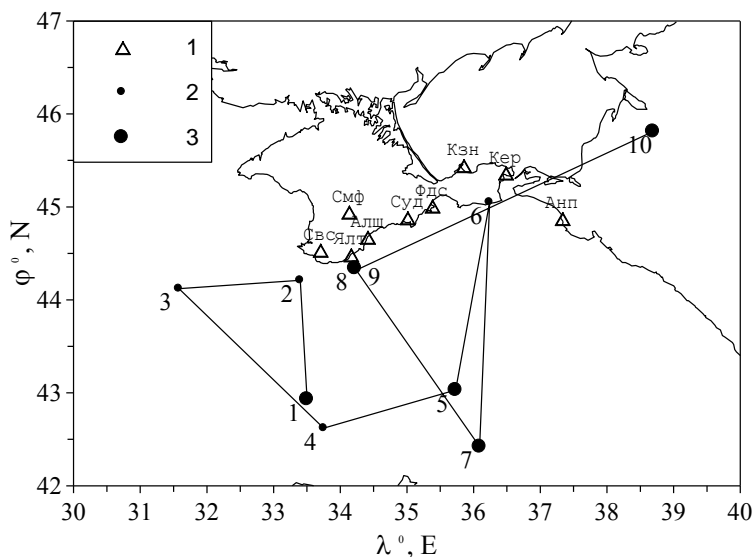 47
1
2
3
46
45
44
43
42
φ°, N
Кзн
Кер
10
Смф
Фдс
Суд
6
Анп
Алш
Свс
Ялт
8
9
2
3
1
5
4
7
30 31 32 33 34 35 36 37 38 39 40
λ°, E